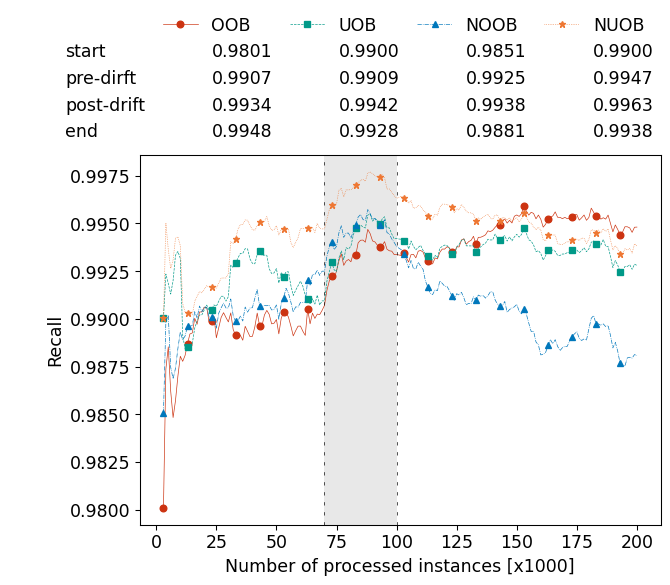 OOB UOB NOOB NUOB
start 0.9801 0.9900 0.9851 0.9900
pre-dirft 0.9907 0.9909 0.9925 0.9947
post-drift 0.9934 0.9942 0.9938 0.9963
end 0.9948 0.9928 0.9881 0.9938
0.9975
0.9950
0.9925
0.9900
0.9875
0.9850
0.9825
0.9800
Recall
0 25 50 75 100 125 150 175 200
Number of processed instances [x1000]